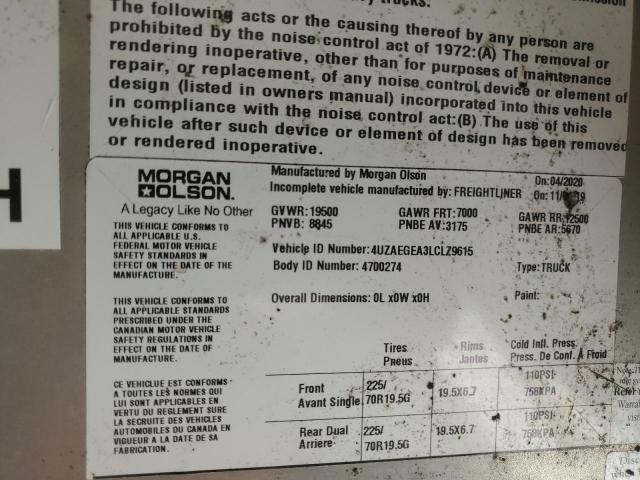 trucks.
The following acts or the causing thereof by any person are
prohibited by the noise control act of 1972:(A) The removal or
rendering inoperative, other than for purposes of maintenance
repair, or replacement, of any noise control device or element of
design (listed in owners manual) incorporated into this vehicle
in compliance with the noise control act:(B) The use of this
vehicle after such device or element of design has been removed
or rendered inoperative.
H
MORGAN OLSON.
A Legacy Like No Other
Manufactured by Morgan Olson On: 04/2020
Incomplete vehicle manufactured by: FREIGHTLINER On: 11/ 19
GVWR: 19500 GAWR FRT: 7000 GAWR RR: 12500
PNVB: 8845 PNBE AV: 3175 PNBE AR: 5670
Vehicle ID Number: 4UZAEGEA3LCLZ9615
Body ID Number: 4700274 Type: TRUCK
Overall Dimensions: 0L x0W x0H Paint:
THIS VEHICLE CONFORMS TO
ALL APPLICABLE U.S.
FEDERAL MOTOR VEHICLE
SAFETY STANDARDS IN
EFFECT ON THE DATE OF THE
MANUFACTURE.
THIS VEHICLE CONFORMS TO
ALL APPLICABLE STANDARDS
PRESCRIBED UNDER THE
CANADIAN MOTOR VEHICLE
SAFETY REGULATIONS IN
EFFECT ON THE DATE OF
MANUFACTURE.
CE VEHICLUE EST CONFORMS
A TOUTES LES NORMES QUI
LUI SONT APPLICABLES EN
VERTU DU REGLEMENT SURE
LA SECRUITE DES VEHICLES
AUTOMOBILES DU CANADA EN
VIGUEUR A LA DATE DE SA
FABRICATION.
Tires Rims Cold Infl. Press.
Pneus Jantes Press. De Conf. A Froid
Front 225/ 19.5X6.7 110PSI
Avant Single 70R19.5G 758KPA
Rear Dual 225/ 19.5X6.7 110PSI
Arriere 70R19.5G 758KPA